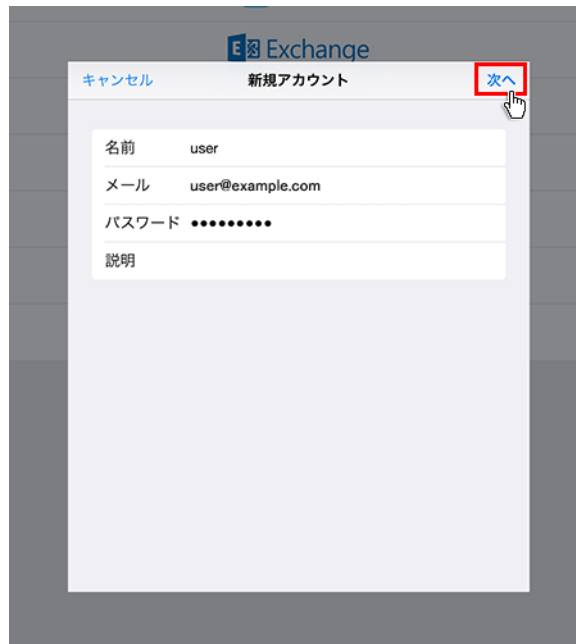 Exchange
キャンセル 新規アカウント 次へ
名前 user
メール user@example.com
パスワード •••••••••
説明